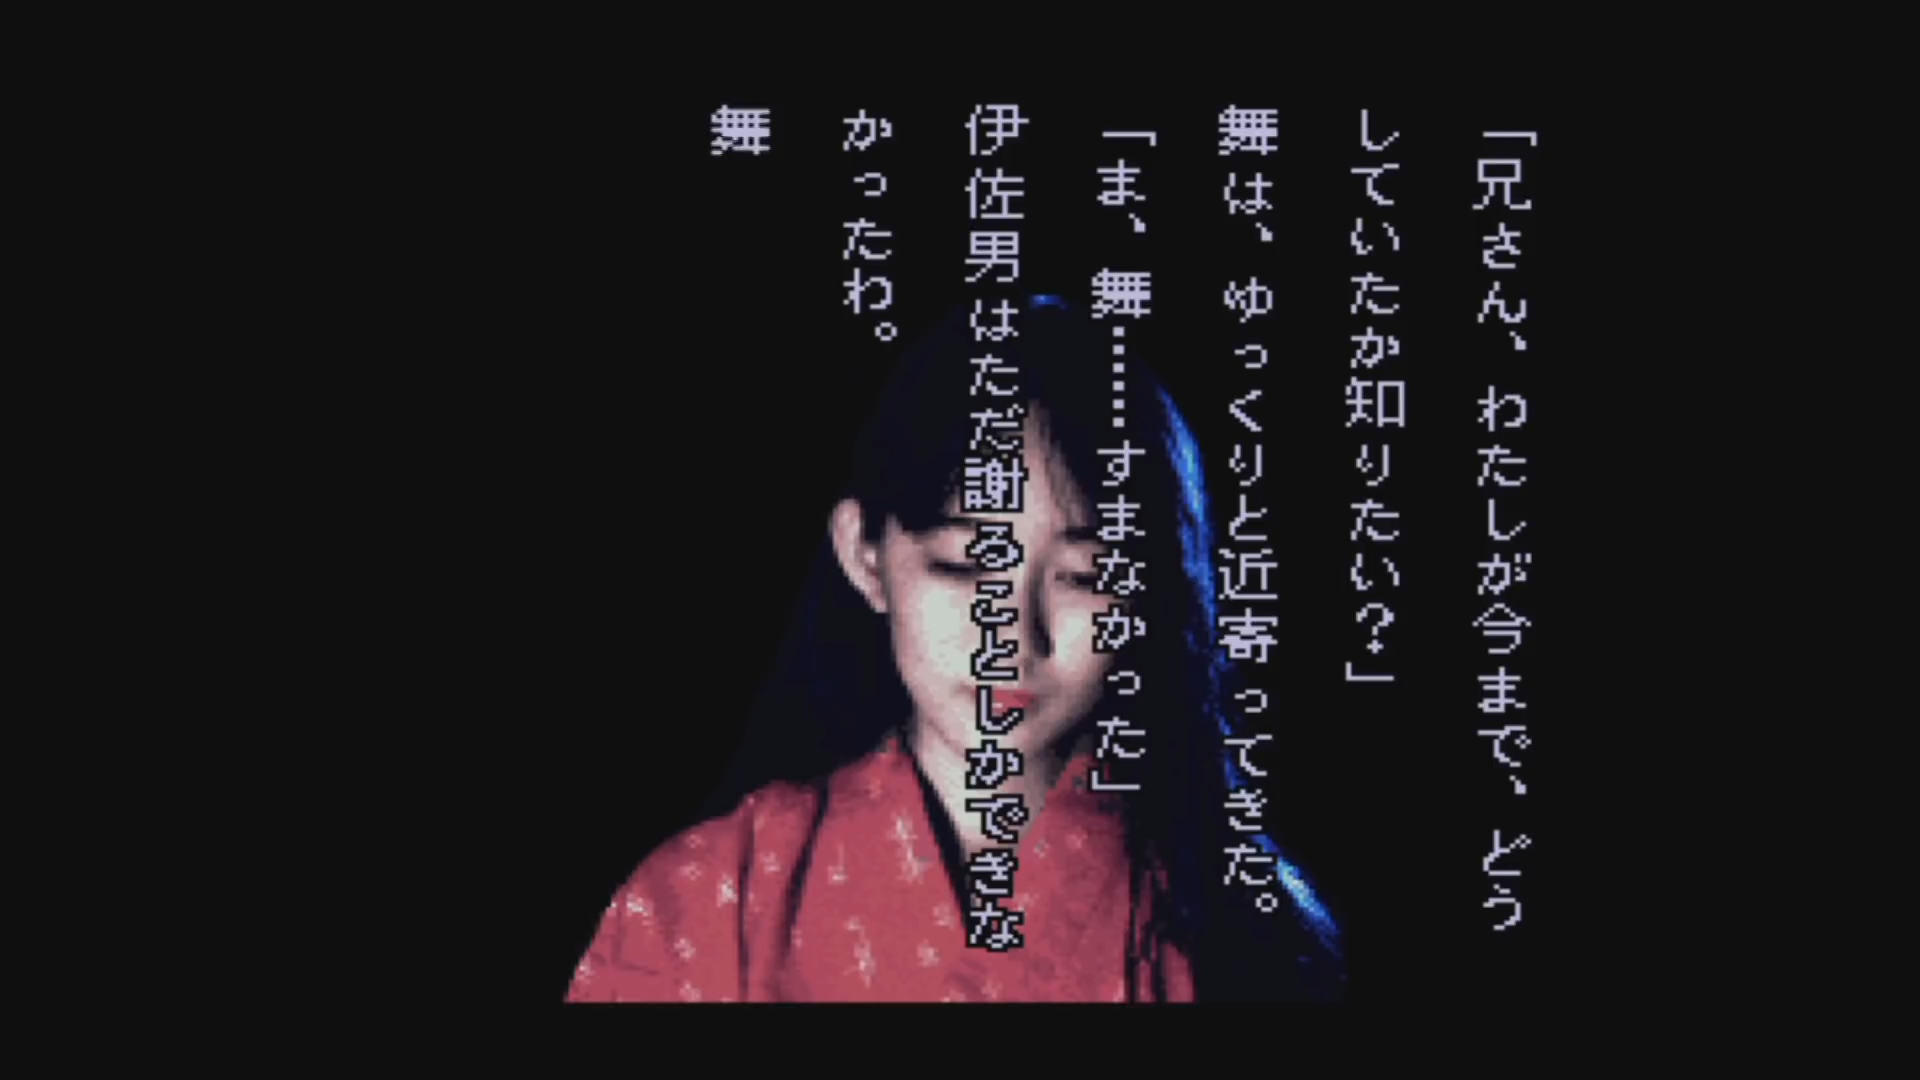 「兄さん、わたしが今まで、どう
していたか知りたい?」
舞は、ゆっくりと近寄ってきた。
「ま、舞……すまなかった」
伊佐男はただ謝ることしかできな
かったわ。
舞